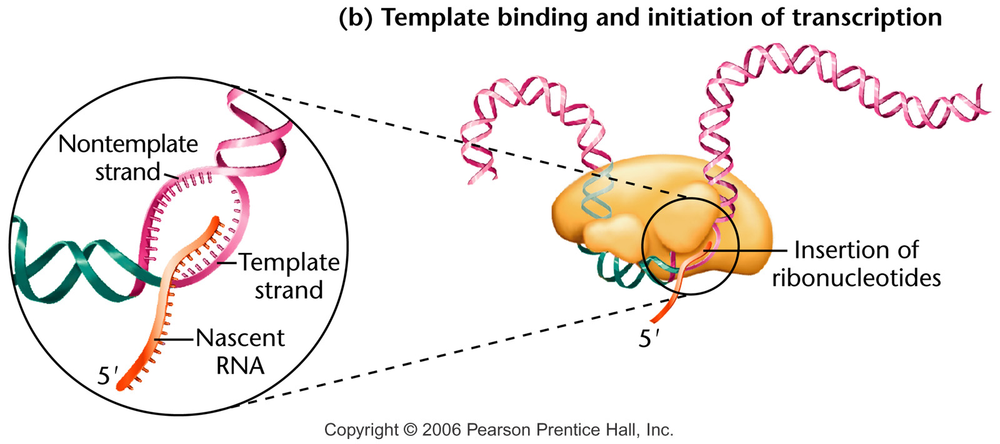 (b) Template binding and initiation of transcription
Nontemplate
strand
Template
strand
Nascent
RNA
5′
Insertion of
ribonucleotides
5′
Copyright © 2006 Pearson Prentice Hall, Inc.